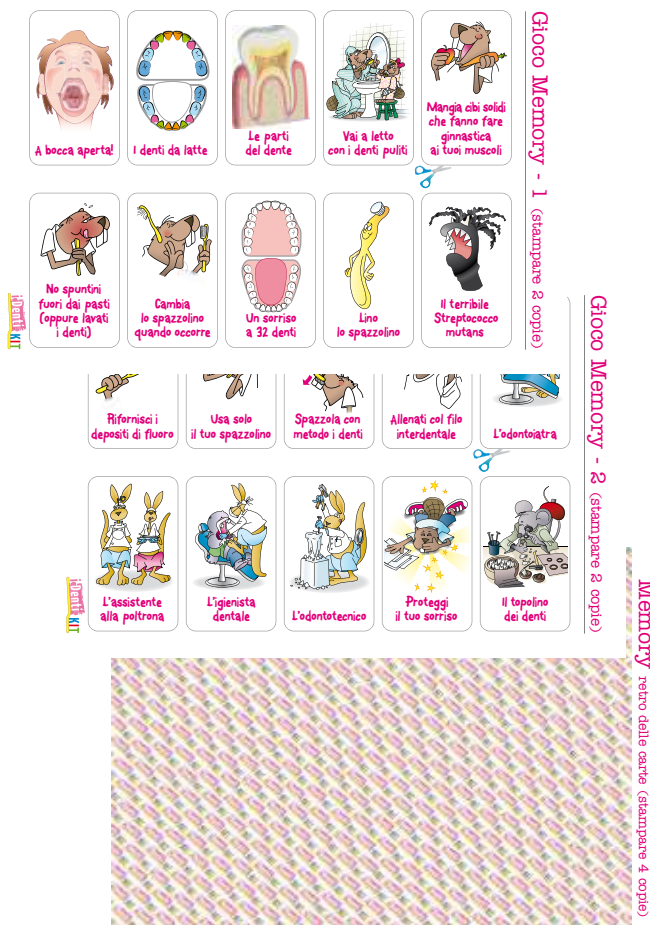 Gioco Memory - 1 (stampare 2 copie)
A bocca aperta!
I denti da latte
Le parti
del dente
Vai a letto
con i denti puliti
Mangia cibi solidi
che fanno fare
ginnastica
ai tuoi muscoli
No spuntini
fuori dai pasti
(oppure lavati
i denti)
Cambia
lo spazzolino
quando occorre
Un sorriso
a 32 denti
Lino
lo spazzolino
Il terribile
Streptococco
mutans
i Denti KIT
Gioco Memory - 2 (stampare 2 copie)
Rifornisci i
depositi di fluoro
Usa solo
il tuo spazzolino
Spazzola con
metodo i denti
Allenati col filo
interdentale
L'odontoiatra
L'assistente
alla poltrona
L'igienista
dentale
L'odontotecnico
Proteggi
il tuo sorriso
Il topolino
dei denti
i Denti KIT
Memory retro delle carte (stampare 4 copie)